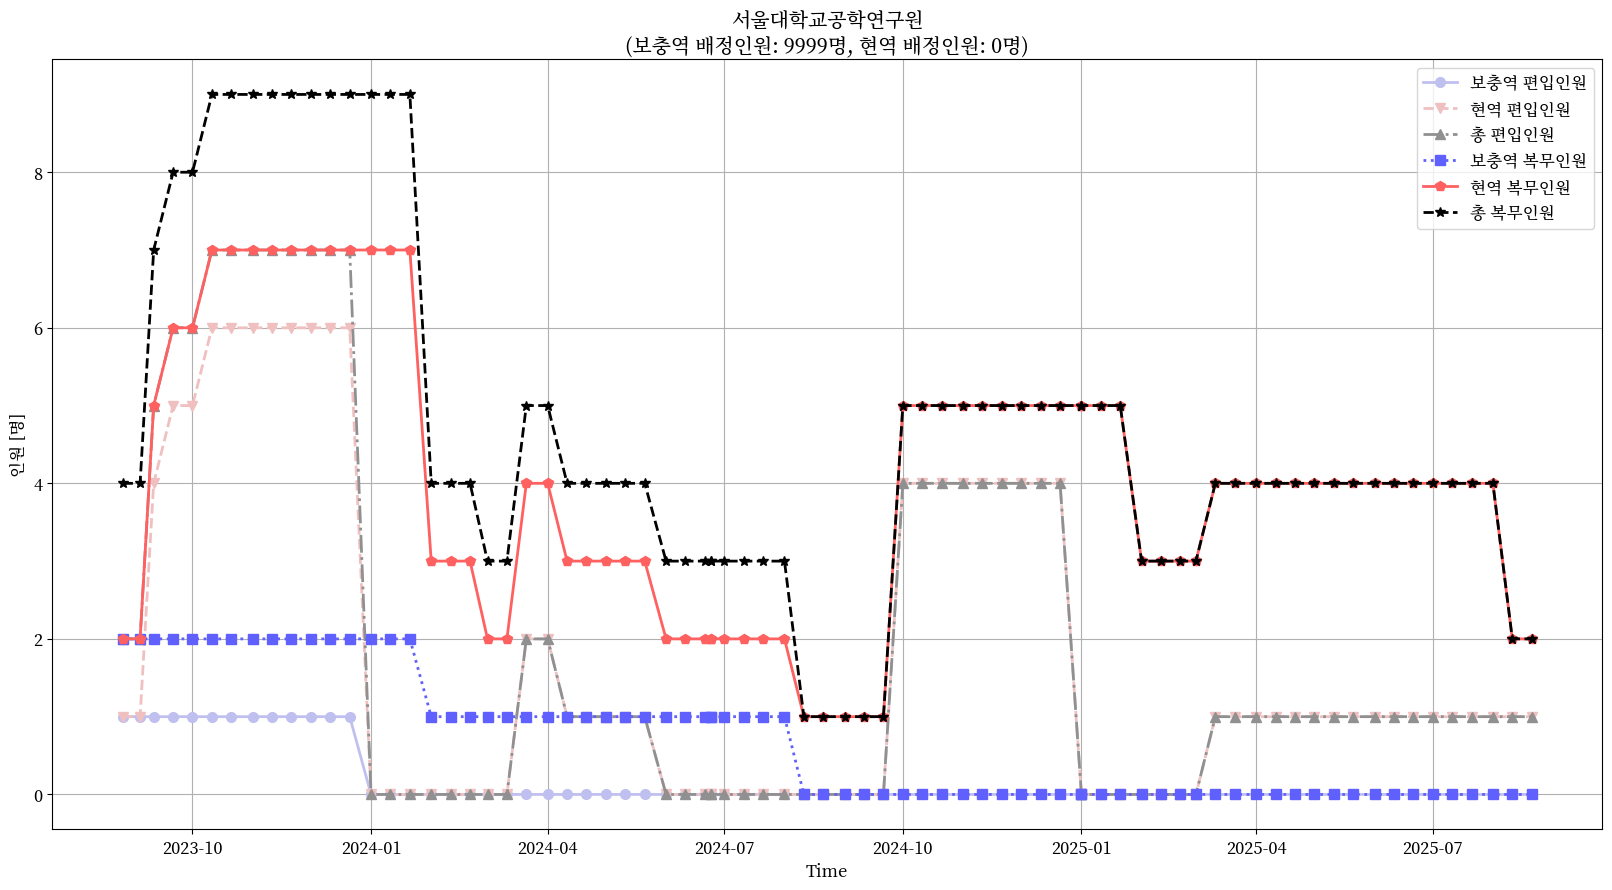 서울대학교공학연구원
(보충역 배정인원: 9999명, 현역 배정인원: 0명)
보충역 편입인원
현역 편입인원
총 편입인원
보충역 복무인원
현역 복무인원
총 복무인원
인원 [명]
8
6
4
2
0
2023-10
2024-01
2024-04
2024-07
2024-10
2025-01
2025-04
2025-07
Time